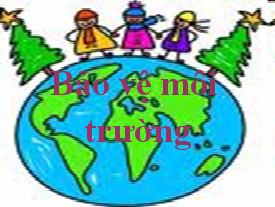 Bảo vệ môi
trường